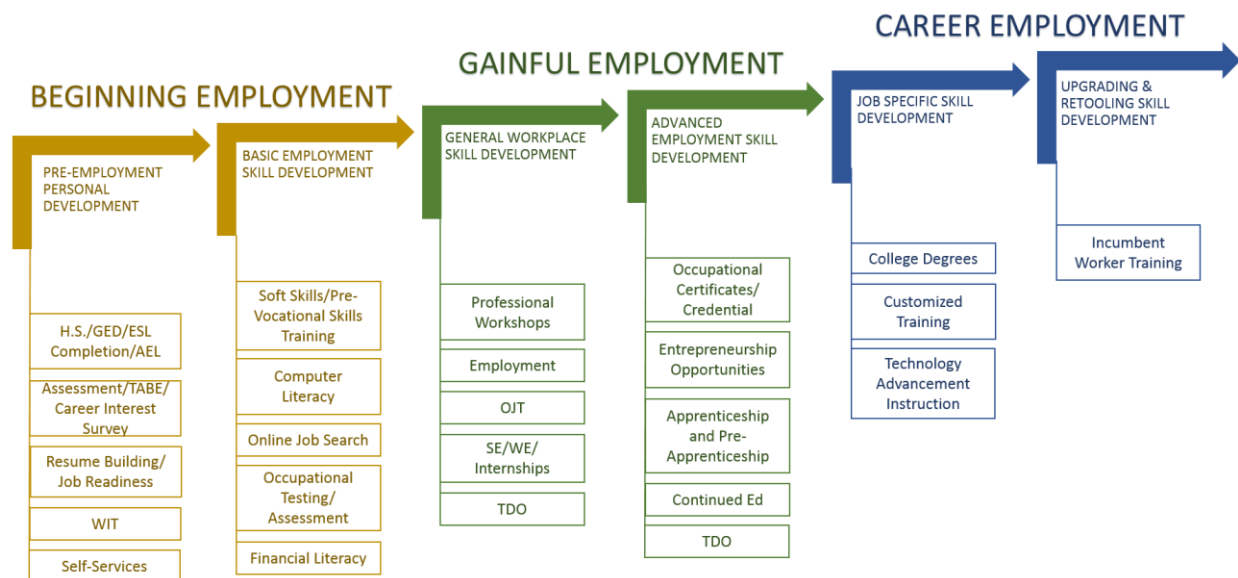 BEGINNING EMPLOYMENT
PRE-EMPLOYMENT
PERSONAL
DEVELOPMENT
H.S./GED/ESL
Completion/AEL
Assessment/TABE/
Career Interest
Survey
Resume Building/
Job Readiness
WIT
Self-Services
BASIC EMPLOYMENT
SKILL DEVELOPMENT
Soft Skills/Pre-
Vocational Skills
Training
Computer
Literacy
Online Job Search
Occupational
Testing/
Assessment
Financial Literacy
GAINFUL EMPLOYMENT
GENERAL WORKPLACE
SKILL DEVELOPMENT
Professional
Workshops
Employment
OJT
SE/WE/
Internships
TDO
ADVANCED
EMPLOYMENT SKILL
DEVELOPMENT
Occupational
Certificates/
Credential
Entrepreneurship
Opportunities
Apprenticeship
and Pre-
Apprenticeship
Continued Ed
TDO
CAREER EMPLOYMENT
JOB SPECIFIC SKILL
DEVELOPMENT
College Degrees
Customized
Training
Technology
Advancement
Instruction
UPGRADING &
RETOOLING SKILL
DEVELOPMENT
Incumbent
Worker Training